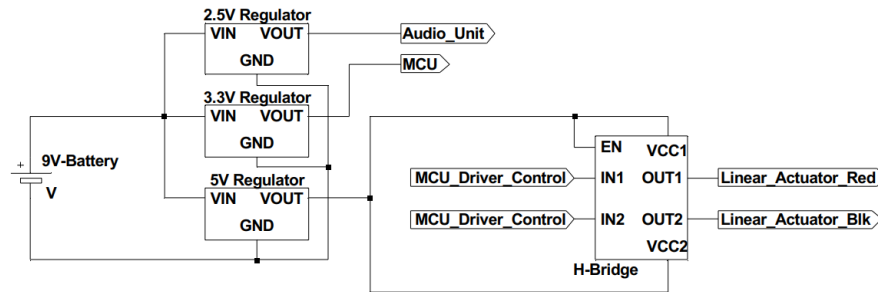 2.5V Regulator
VIN VOUT
GND
Audio_Unit
MCU
3.3V Regulator
VIN VOUT
GND
+
9V-Battery
V
5V Regulator
VIN VOUT
GND
EN VCC1
MCU_Driver_Control IN1 OUT1 Linear_Actuator_Red
MCU_Driver_Control IN2 OUT2 Linear_Actuator_Blk
VCC2
H-Bridge